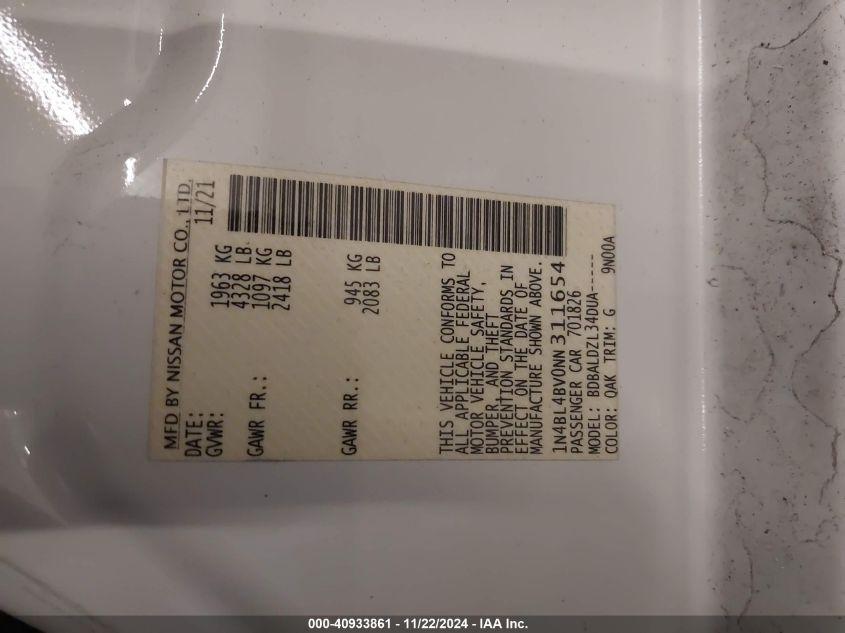 MFD BY NISSAN MOTOR CO., LTD.
DATE: 11/21
GVWR: 1963 KG
4328 LB
GAWR FR.: 1097 KG
2418 LB
GAWR RR.: 945 KG
2083 LB
THIS VEHICLE CONFORMS TO
ALL APPLICABLE FEDERAL
MOTOR VEHICLE SAFETY,
BUMPER, AND THEFT
PREVENTION STANDARDS IN
EFFECT ON THE DATE OF
MANUFACTURE SHOWN ABOVE.
1N4BL4BV0NN311654
PASSENGER CAR 701826
MODEL: BDBALDZL34DUA-----
COLOR: QAK TRIM: G 9N00A
000-40933861 - 11/22/2024 - IAA Inc.